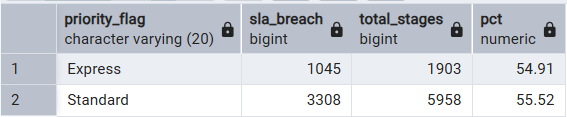 priority_flag sla_breach total_stages pct
character varying (20) bigint bigint numeric
1 Express 1045 1903 54.91
2 Standard 3308 5958 55.52